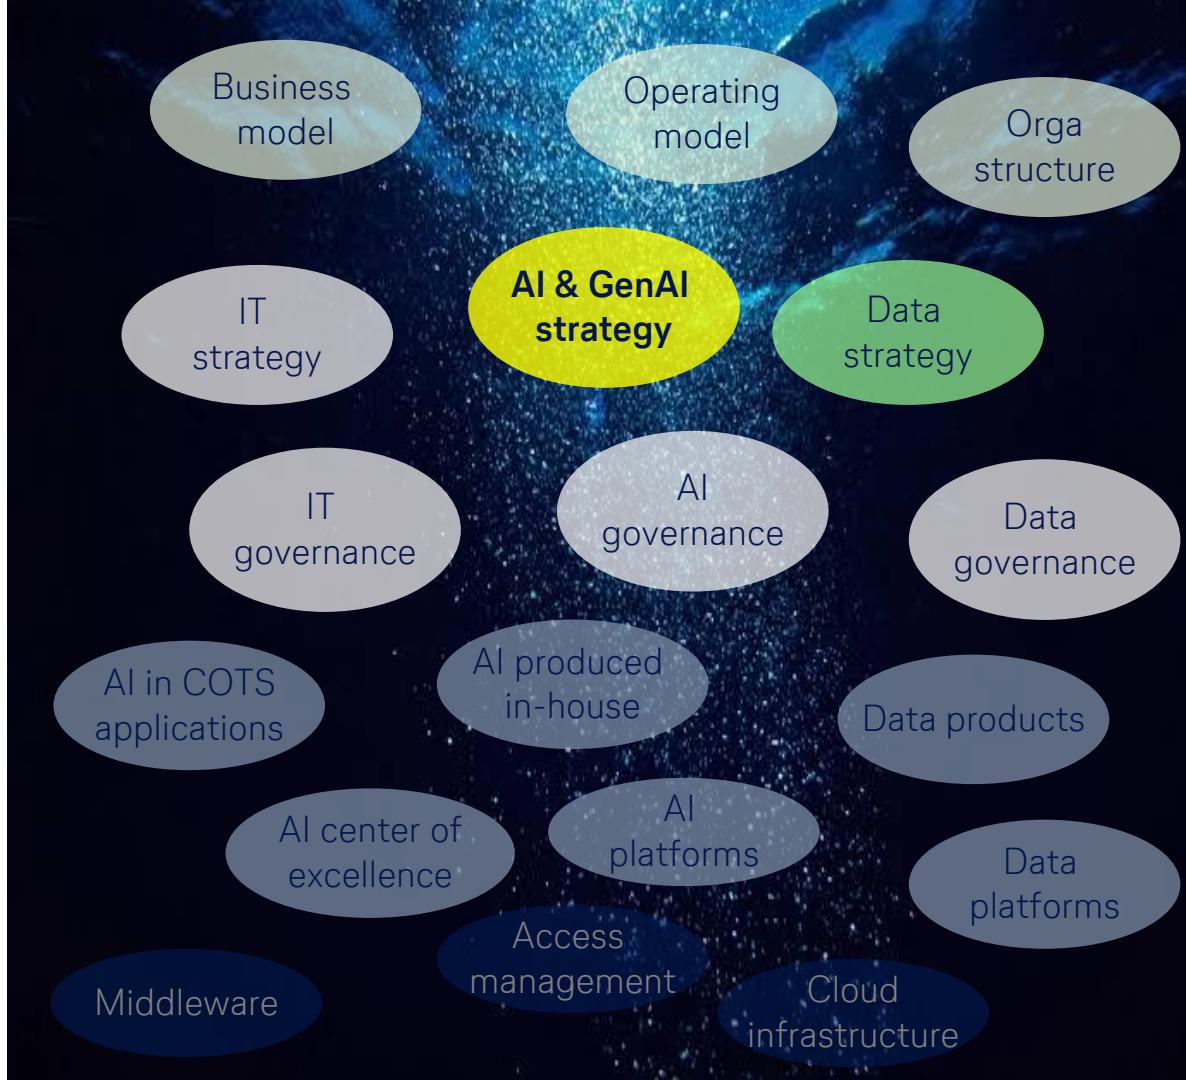 Business
model
Operating
model
Orga
structure
IT
strategy
AI & GenAI
strategy
Data
strategy
IT
governance
AI
governance
Data
governance
AI in COTS
applications
AI produced
in-house
Data products
AI center of
excellence
AI
platforms
Data
platforms
Middleware
Access
management
Cloud
infrastructure